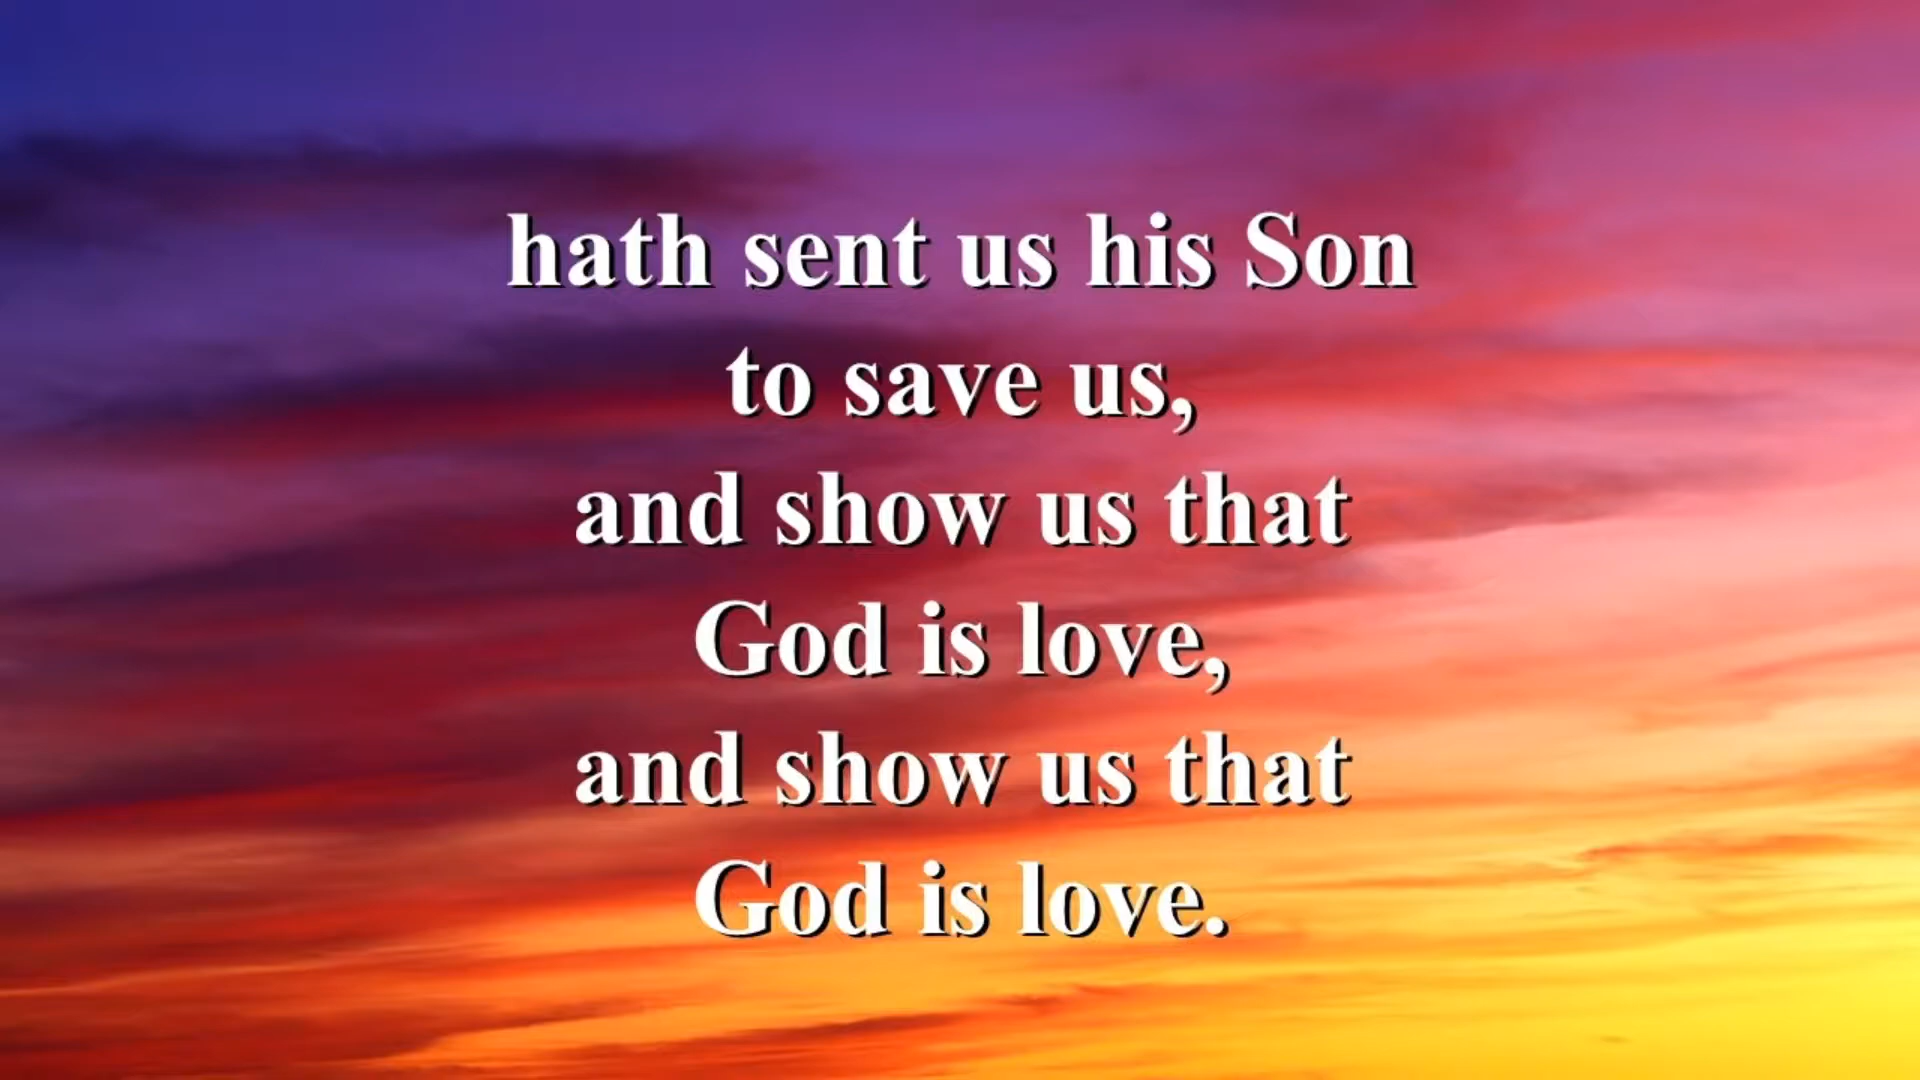 hath sent us his Son
to save us,
and show us that
God is love,
and show us that
God is love.